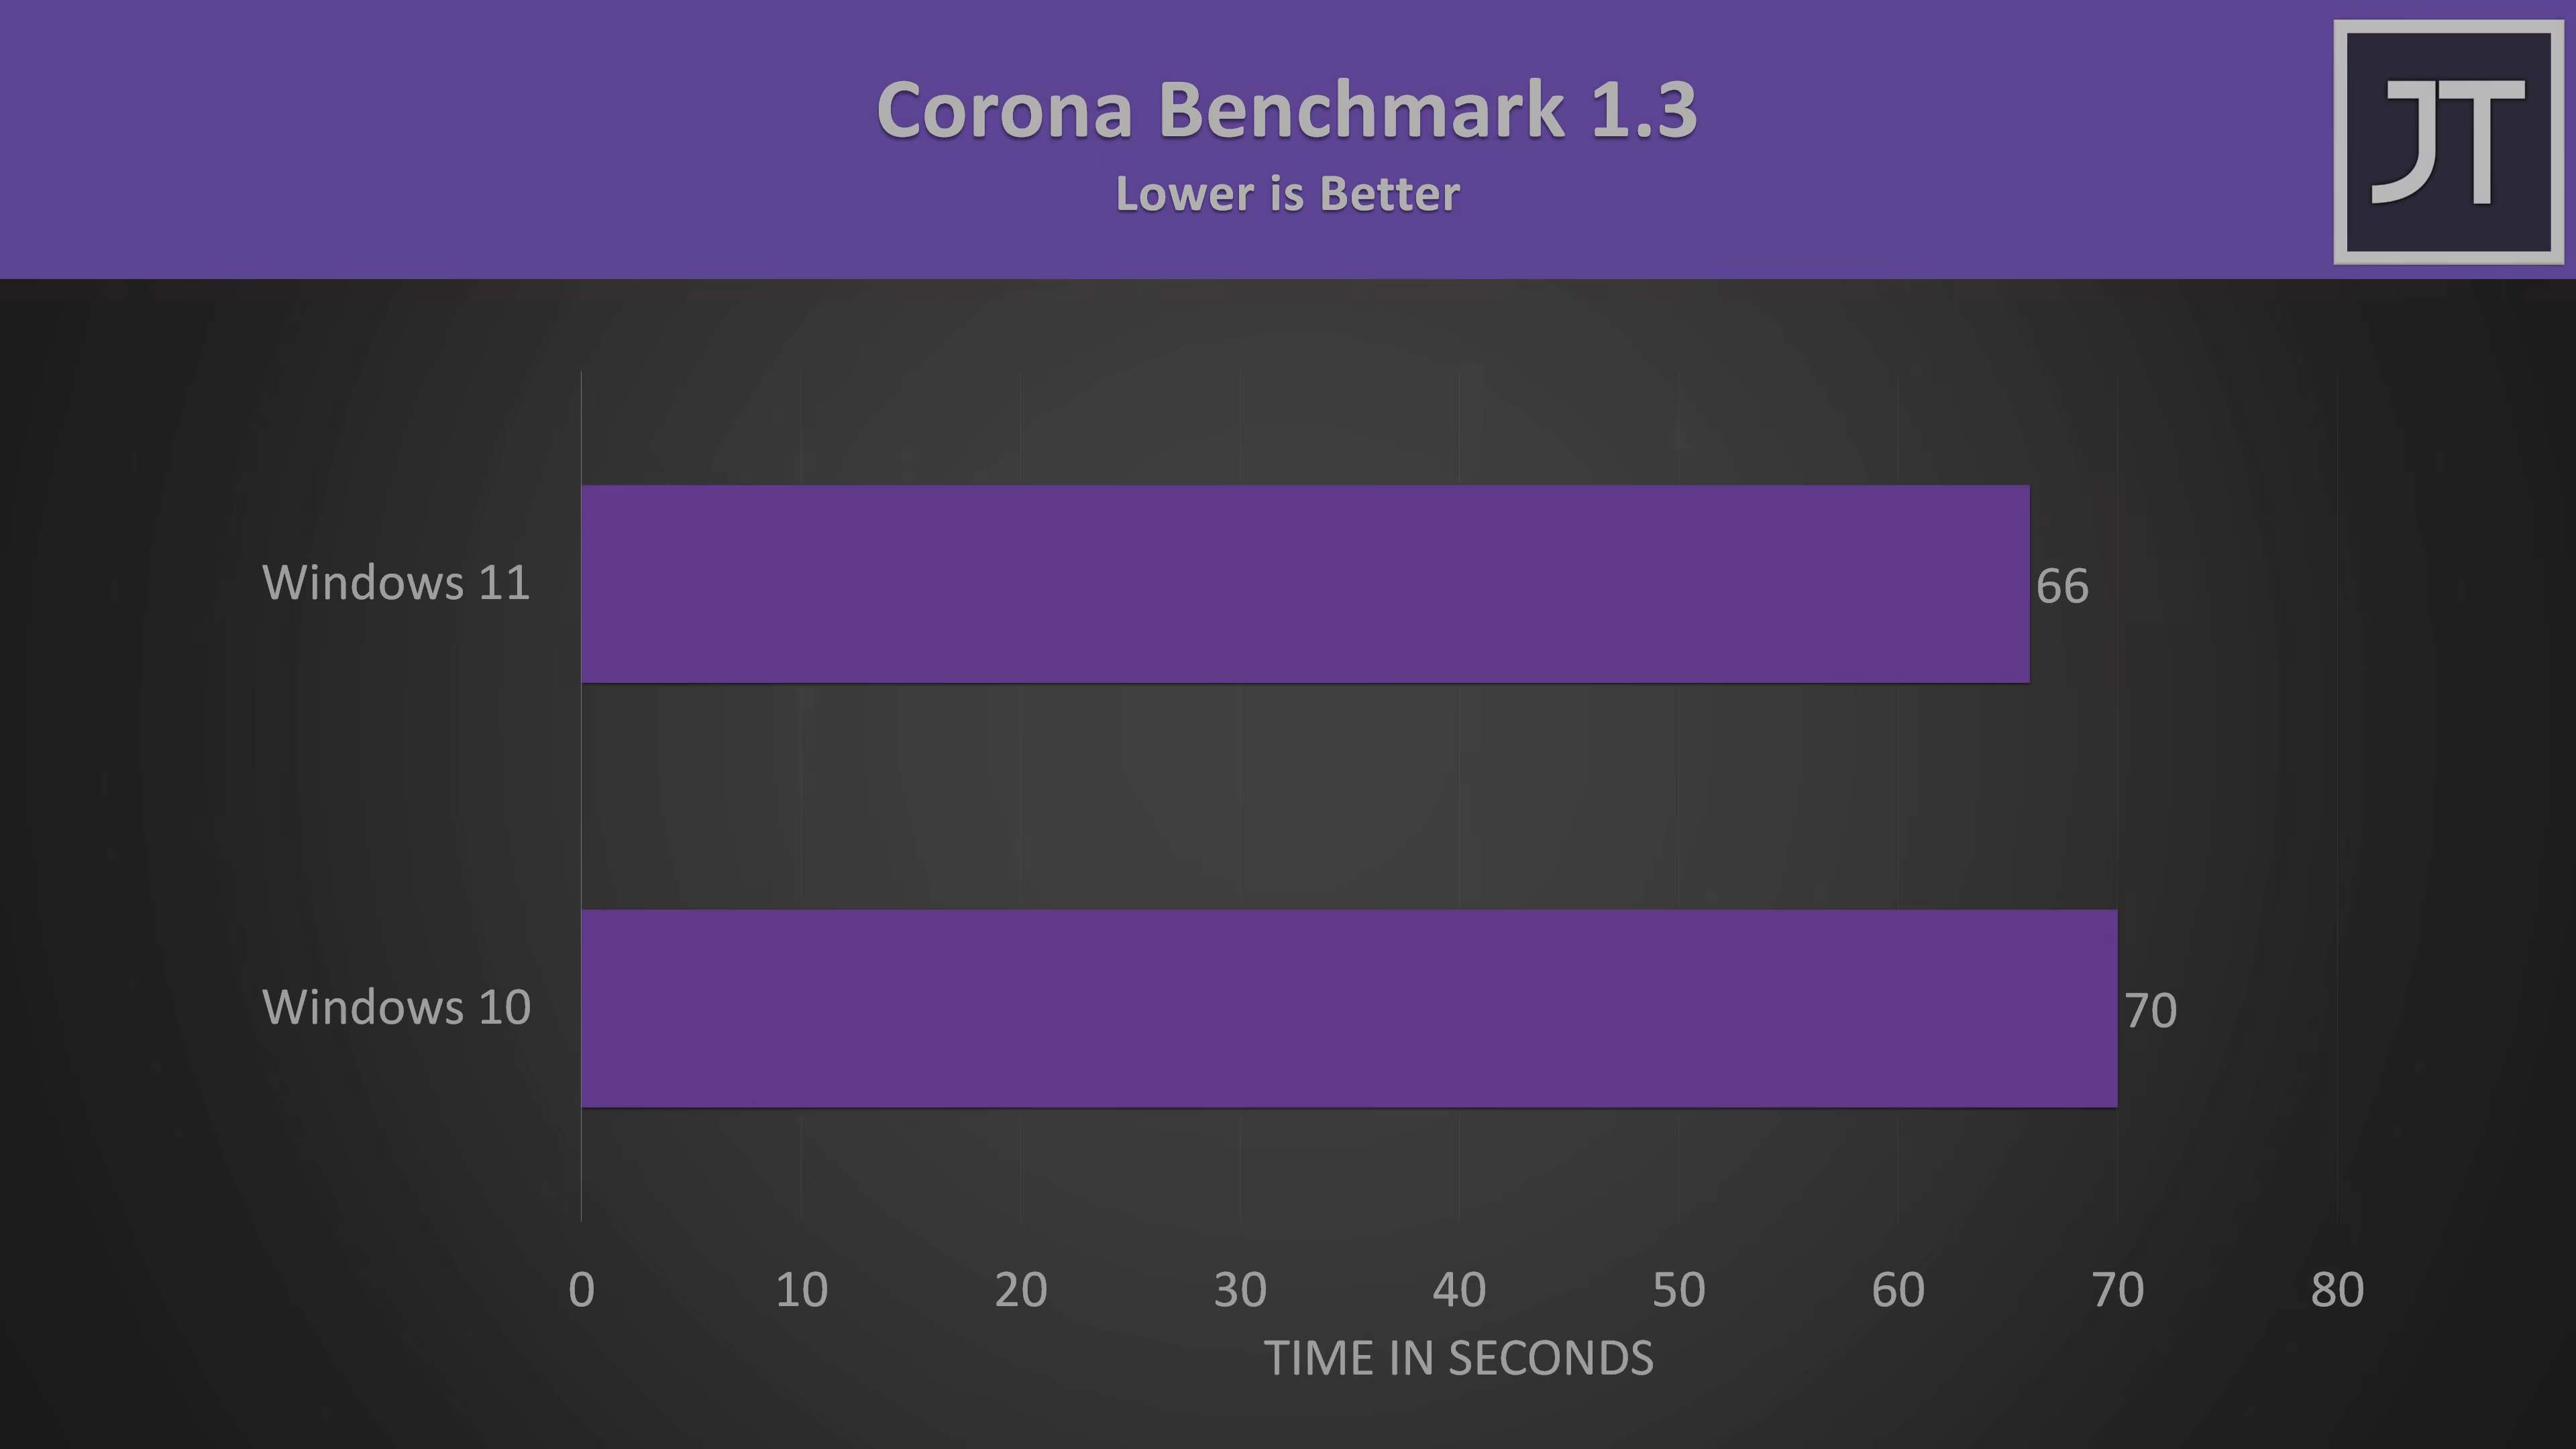 Corona Benchmark 1.3
Lower is Better
JT
Windows 11
66
Windows 10
70
0 10 20 30 40 50 60 70 80
TIME IN SECONDS